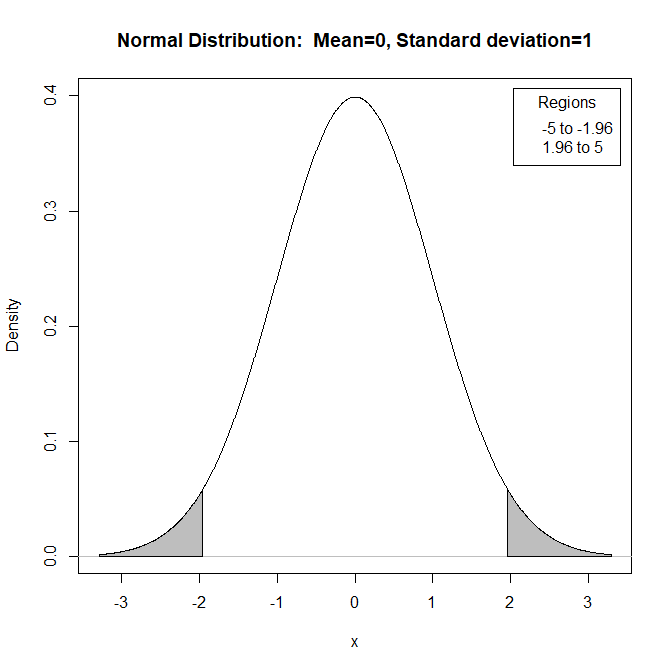 Normal Distribution:  Mean=0, Standard deviation=1
Regions
-5 to -1.96
1.96 to 5
Density
0.4
0.3
0.2
0.1
0.0
-3 -2 -1 0 1 2 3
x